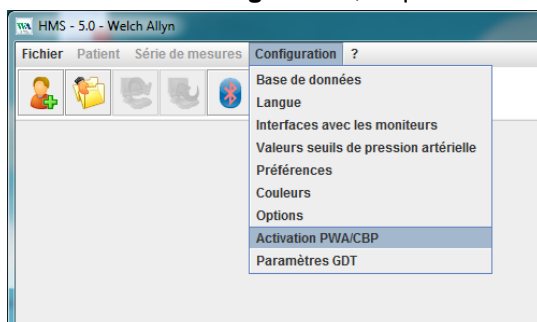 HMS - 5.0 - Welch Allyn
Fichier Patient Série de mesures Configuration ?
Base de données
Langue
Interfaces avec les moniteurs
Valeurs seuils de pression artérielle
Préférences
Couleurs
Options
Activation PWA/CBP
Paramètres GDT